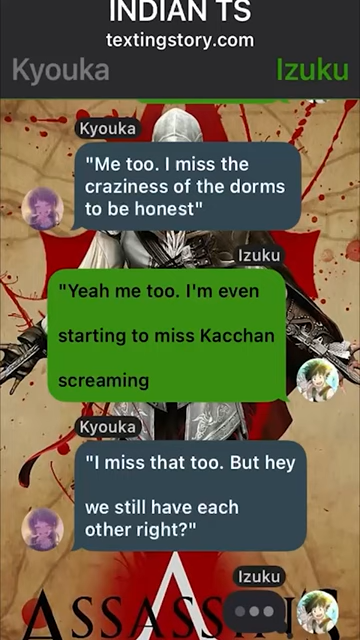 INDIAN TS
textingstory.com
Kyouka Izuku
Kyouka
"Me too. I miss the
craziness of the dorms
to be honest"
Izuku
"Yeah me too. I'm even
starting to miss Kacchan
screaming
Kyouka
"I miss that too. But hey
we still have each
other right?"
Izuku
ASSASSIN'S